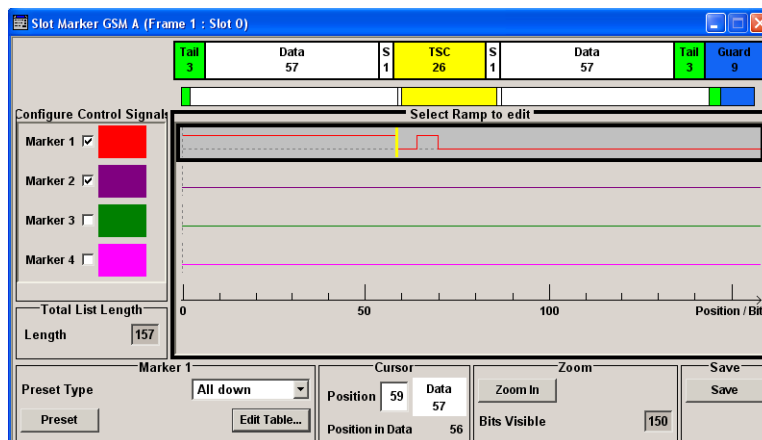 Slot Marker GSM A (Frame 1 : Slot 0)
Tail Data S TSC S Data Tail Guard
3 57 1 26 1 57 3 9
Configure Control Signals
Select Ramp to edit
Marker 1
Marker 2
Marker 3
Marker 4
0 50 100 Position / Bit
Total List Length
Length 157
Marker 1
Preset Type All down
Preset Edit Table...
Cursor
Position 59 Data
57
Position in Data 56
Zoom
Zoom In
Bits Visible 150
Save
Save